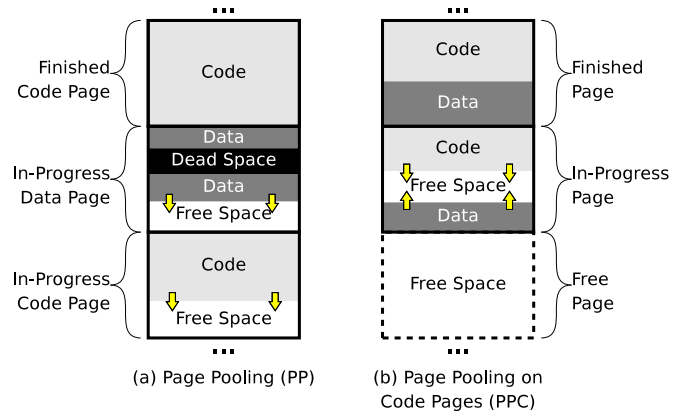 ...
Finished
Code Page
Code
In-Progress
Data Page
Data
Dead Space
Data
Free Space
In-Progress
Code Page
Code
Free Space
...
(a) Page Pooling (PP)
...
Code
Data
Finished
Page
Code
Free Space
Data
In-Progress
Page
Free Space
Free
Page
...
(b) Page Pooling on
Code Pages (PPC)